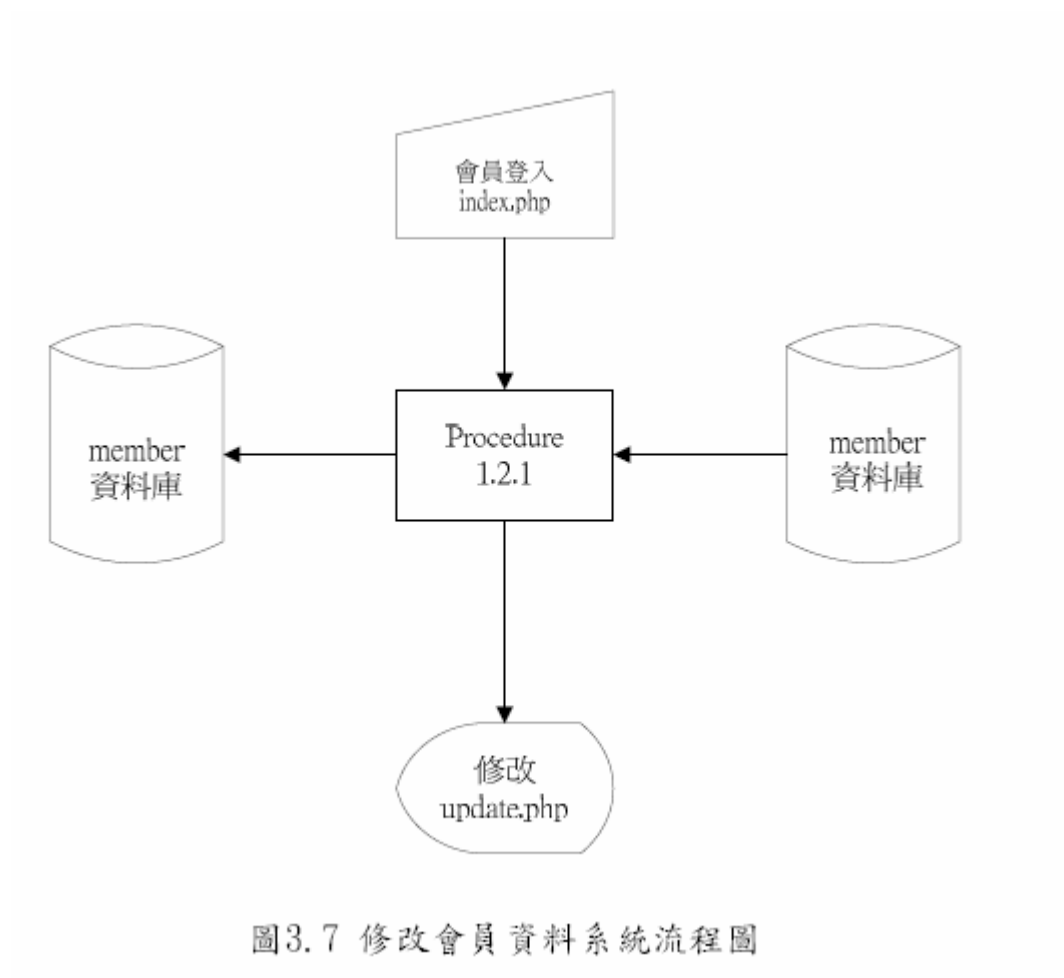 會員登入
index.php
member
資料庫
Procedure
1.2.1
member
資料庫
修改
update.php
圖3.7 修改會員資料系統流程圖